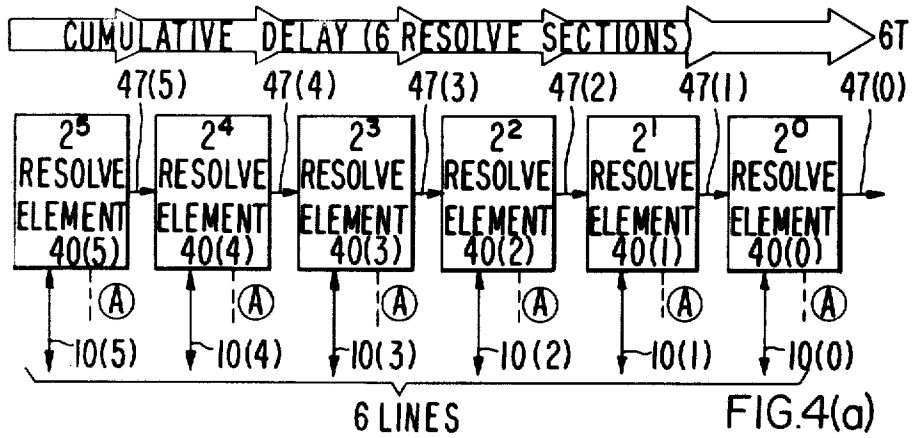 CUMULATIVE DELAY (6 RESOLVE SECTIONS) 6T
47(5) 47(4) 47(3) 47(2) 47(1) 47(0)
2⁵ 2⁴ 2³ 2² 2¹ 2⁰
RESOLVE RESOLVE RESOLVE RESOLVE RESOLVE RESOLVE
ELEMENT ELEMENT ELEMENT ELEMENT ELEMENT ELEMENT
40(5) 40(4) 40(3) 40(2) 40(1) 40(0)
A A A A A A
10(5) 10(4) 10(3) 10(2) 10(1) 10(0)
6 LINES FIG.4(a)